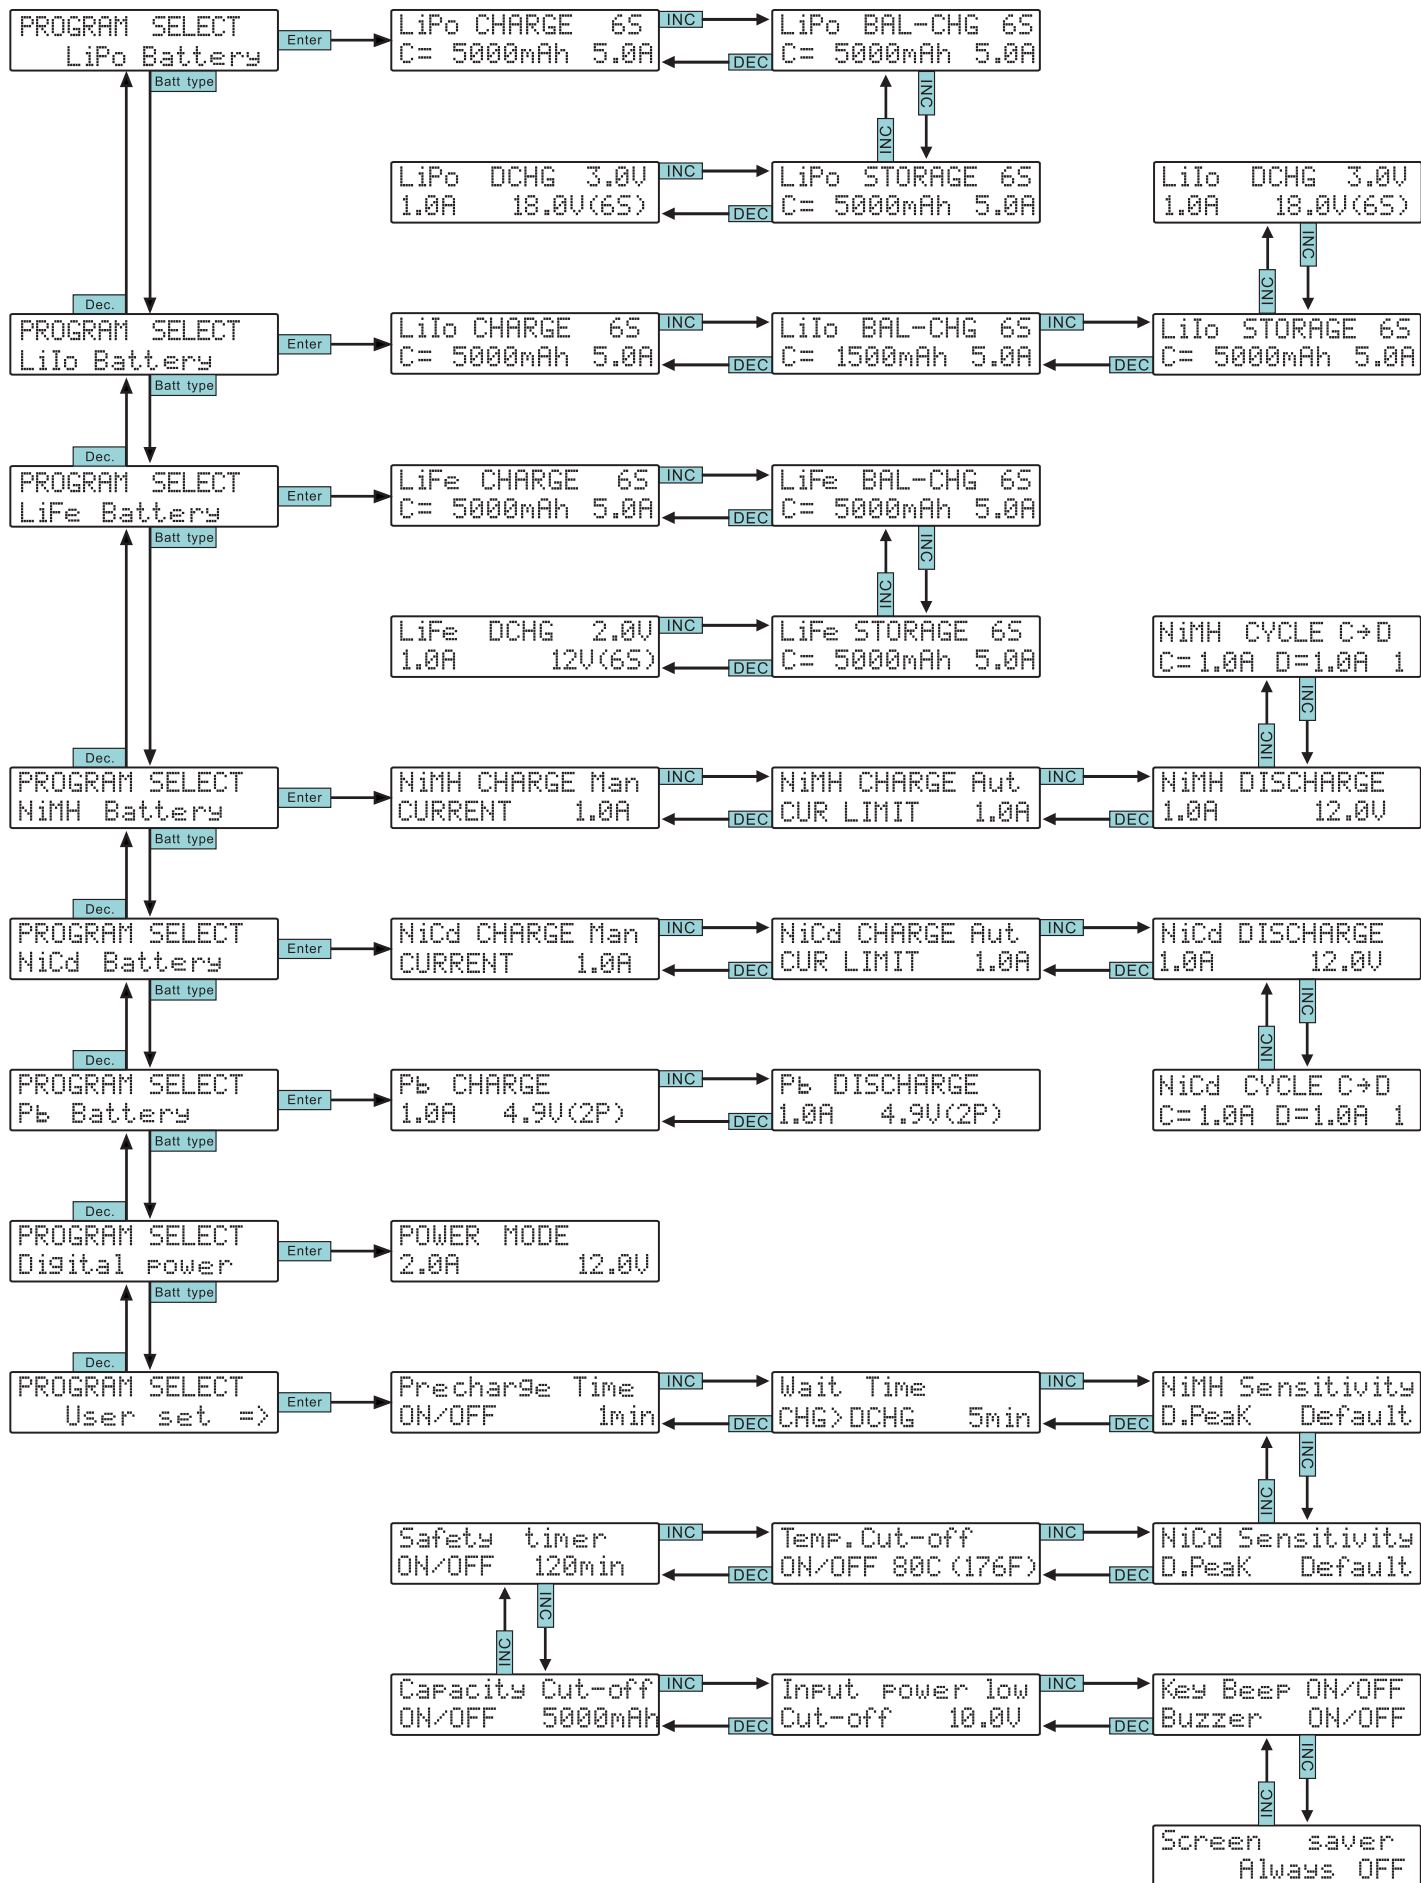 PROGRAM SELECT
LiPo Battery
Enter
Batt type
LiPo CHARGE 6S
C= 5000mAh 5.0A
INC
DEC
LiPo BAL-CHG 6S
C= 5000mAh 5.0A
INC
INC
LiPo DCHG 3.0V
1.0A 18.0V(6S)
INC
DEC
LiPo STORAGE 6S
C= 5000mAh 5.0A
LiIo DCHG 3.0V
1.0A 18.0V(6S)
INC
INC
Dec.
PROGRAM SELECT
LiIo Battery
Enter
Batt type
LiIo CHARGE 6S
C= 5000mAh 5.0A
INC
DEC
LiIo BAL-CHG 6S
C= 1500mAh 5.0A
INC
DEC
LiIo STORAGE 6S
C= 5000mAh 5.0A
Dec.
PROGRAM SELECT
LiFe Battery
Enter
Batt type
LiFe CHARGE 6S
C= 5000mAh 5.0A
INC
DEC
LiFe BAL-CHG 6S
C= 5000mAh 5.0A
INC
INC
LiFe DCHG 2.0V
1.0A 12V(6S)
INC
DEC
LiFe STORAGE 6S
C= 5000mAh 5.0A
NiMH CYCLE C→D
C=1.0A D=1.0A 1
INC
INC
Dec.
PROGRAM SELECT
NiMH Battery
Enter
Batt type
NiMH CHARGE Man
CURRENT 1.0A
INC
DEC
NiMH CHARGE Aut
CUR LIMIT 1.0A
INC
DEC
NiMH DISCHARGE
1.0A 12.0V
Dec.
PROGRAM SELECT
NiCd Battery
Enter
Batt type
NiCd CHARGE Man
CURRENT 1.0A
INC
DEC
NiCd CHARGE Aut
CUR LIMIT 1.0A
INC
DEC
NiCd DISCHARGE
1.0A 12.0V
INC
INC
Dec.
PROGRAM SELECT
Pb Battery
Enter
Batt type
Pb CHARGE
1.0A 4.9V(2P)
INC
DEC
Pb DISCHARGE
1.0A 4.9V(2P)
NiCd CYCLE C→D
C=1.0A D=1.0A 1
Dec.
PROGRAM SELECT
Digital power
Enter
Batt type
POWER MODE
2.0A 12.0V
Dec.
PROGRAM SELECT
User set =>
Enter
Precharge Time
ON/OFF 1min
INC
DEC
Wait Time
CHG>DCHG 5min
INC
DEC
NiMH Sensitivity
D.Peak Default
INC
INC
Safety timer
ON/OFF 120min
INC
DEC
Temp.Cut-off
ON/OFF 80C (176F)
INC
DEC
NiCd Sensitivity
D.Peak Default
INC
INC
Capacity Cut-off
ON/OFF 5000mAh
INC
DEC
Input power low
Cut-off 10.0V
INC
DEC
Key Beep ON/OFF
Buzzer ON/OFF
INC
INC
Screen saver
Always OFF